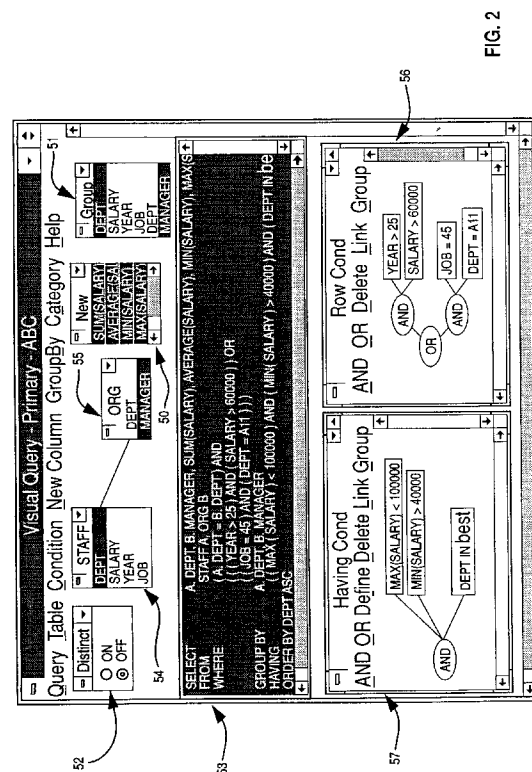 Visual Query - Primary - ABC
Query Table Condition New Column GroupBy Category Help
Distinct
ON
OFF
STAFF
DEPT
SALARY
YEAR
JOB
ORG
DEPT
MANAGER
New
SUM(SALARY)
AVERAGE(SAL
MIN(SALARY)
MAX(SALARY)
Group
DEPT
SALARY
YEAR
JOB
DEPT
MANAGER
SELECT A. DEPT, B. MANAGER, SUM(SALARY), AVERAGE(SALARY), MIN(SALARY), MAX(S
FROM STAFF A, ORG B
WHERE (A. DEPT = B. DEPT) AND
((( YEAR > 25 ) AND ( SALARY > 60000 )) OR
(( JOB = 45 ) AND ( DEPT = A11 )))
GROUP BY A. DEPT, B. MANAGER
HAVING (( MAX ( SALARY ) < 100000 ) AND ( MIN( SALARY ) > 40000 ) AND ( DEPT IN be
ORDER BY DEPT ASC
Having Cond
AND OR Define Delete Link Group
MAX(SALARY) < 100000
MIN(SALARY) > 40000
DEPT IN best
AND
Row Cond
AND OR Delete Link Group
YEAR > 25
SALARY > 60000
JOB = 45
DEPT = A11
AND
OR
AND
50
51
52
53
54
55
56
57
FIG. 2